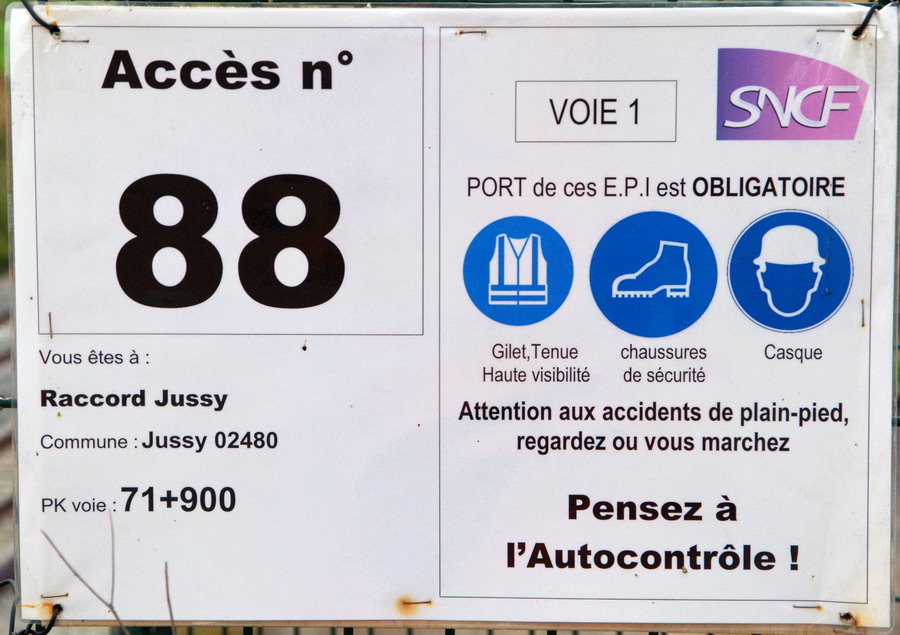 Accès n°
88
Vous êtes à :
Raccord Jussy
Commune : Jussy 02480
PK voie : 71+900
VOIE 1
SNCF
PORT de ces E.P.I est OBLIGATOIRE
Gilet,Tenue
Haute visibilité
chaussures
de sécurité
Casque
Attention aux accidents de plain-pied,
regardez ou vous marchez
Pensez à
l’Autocontrôle !